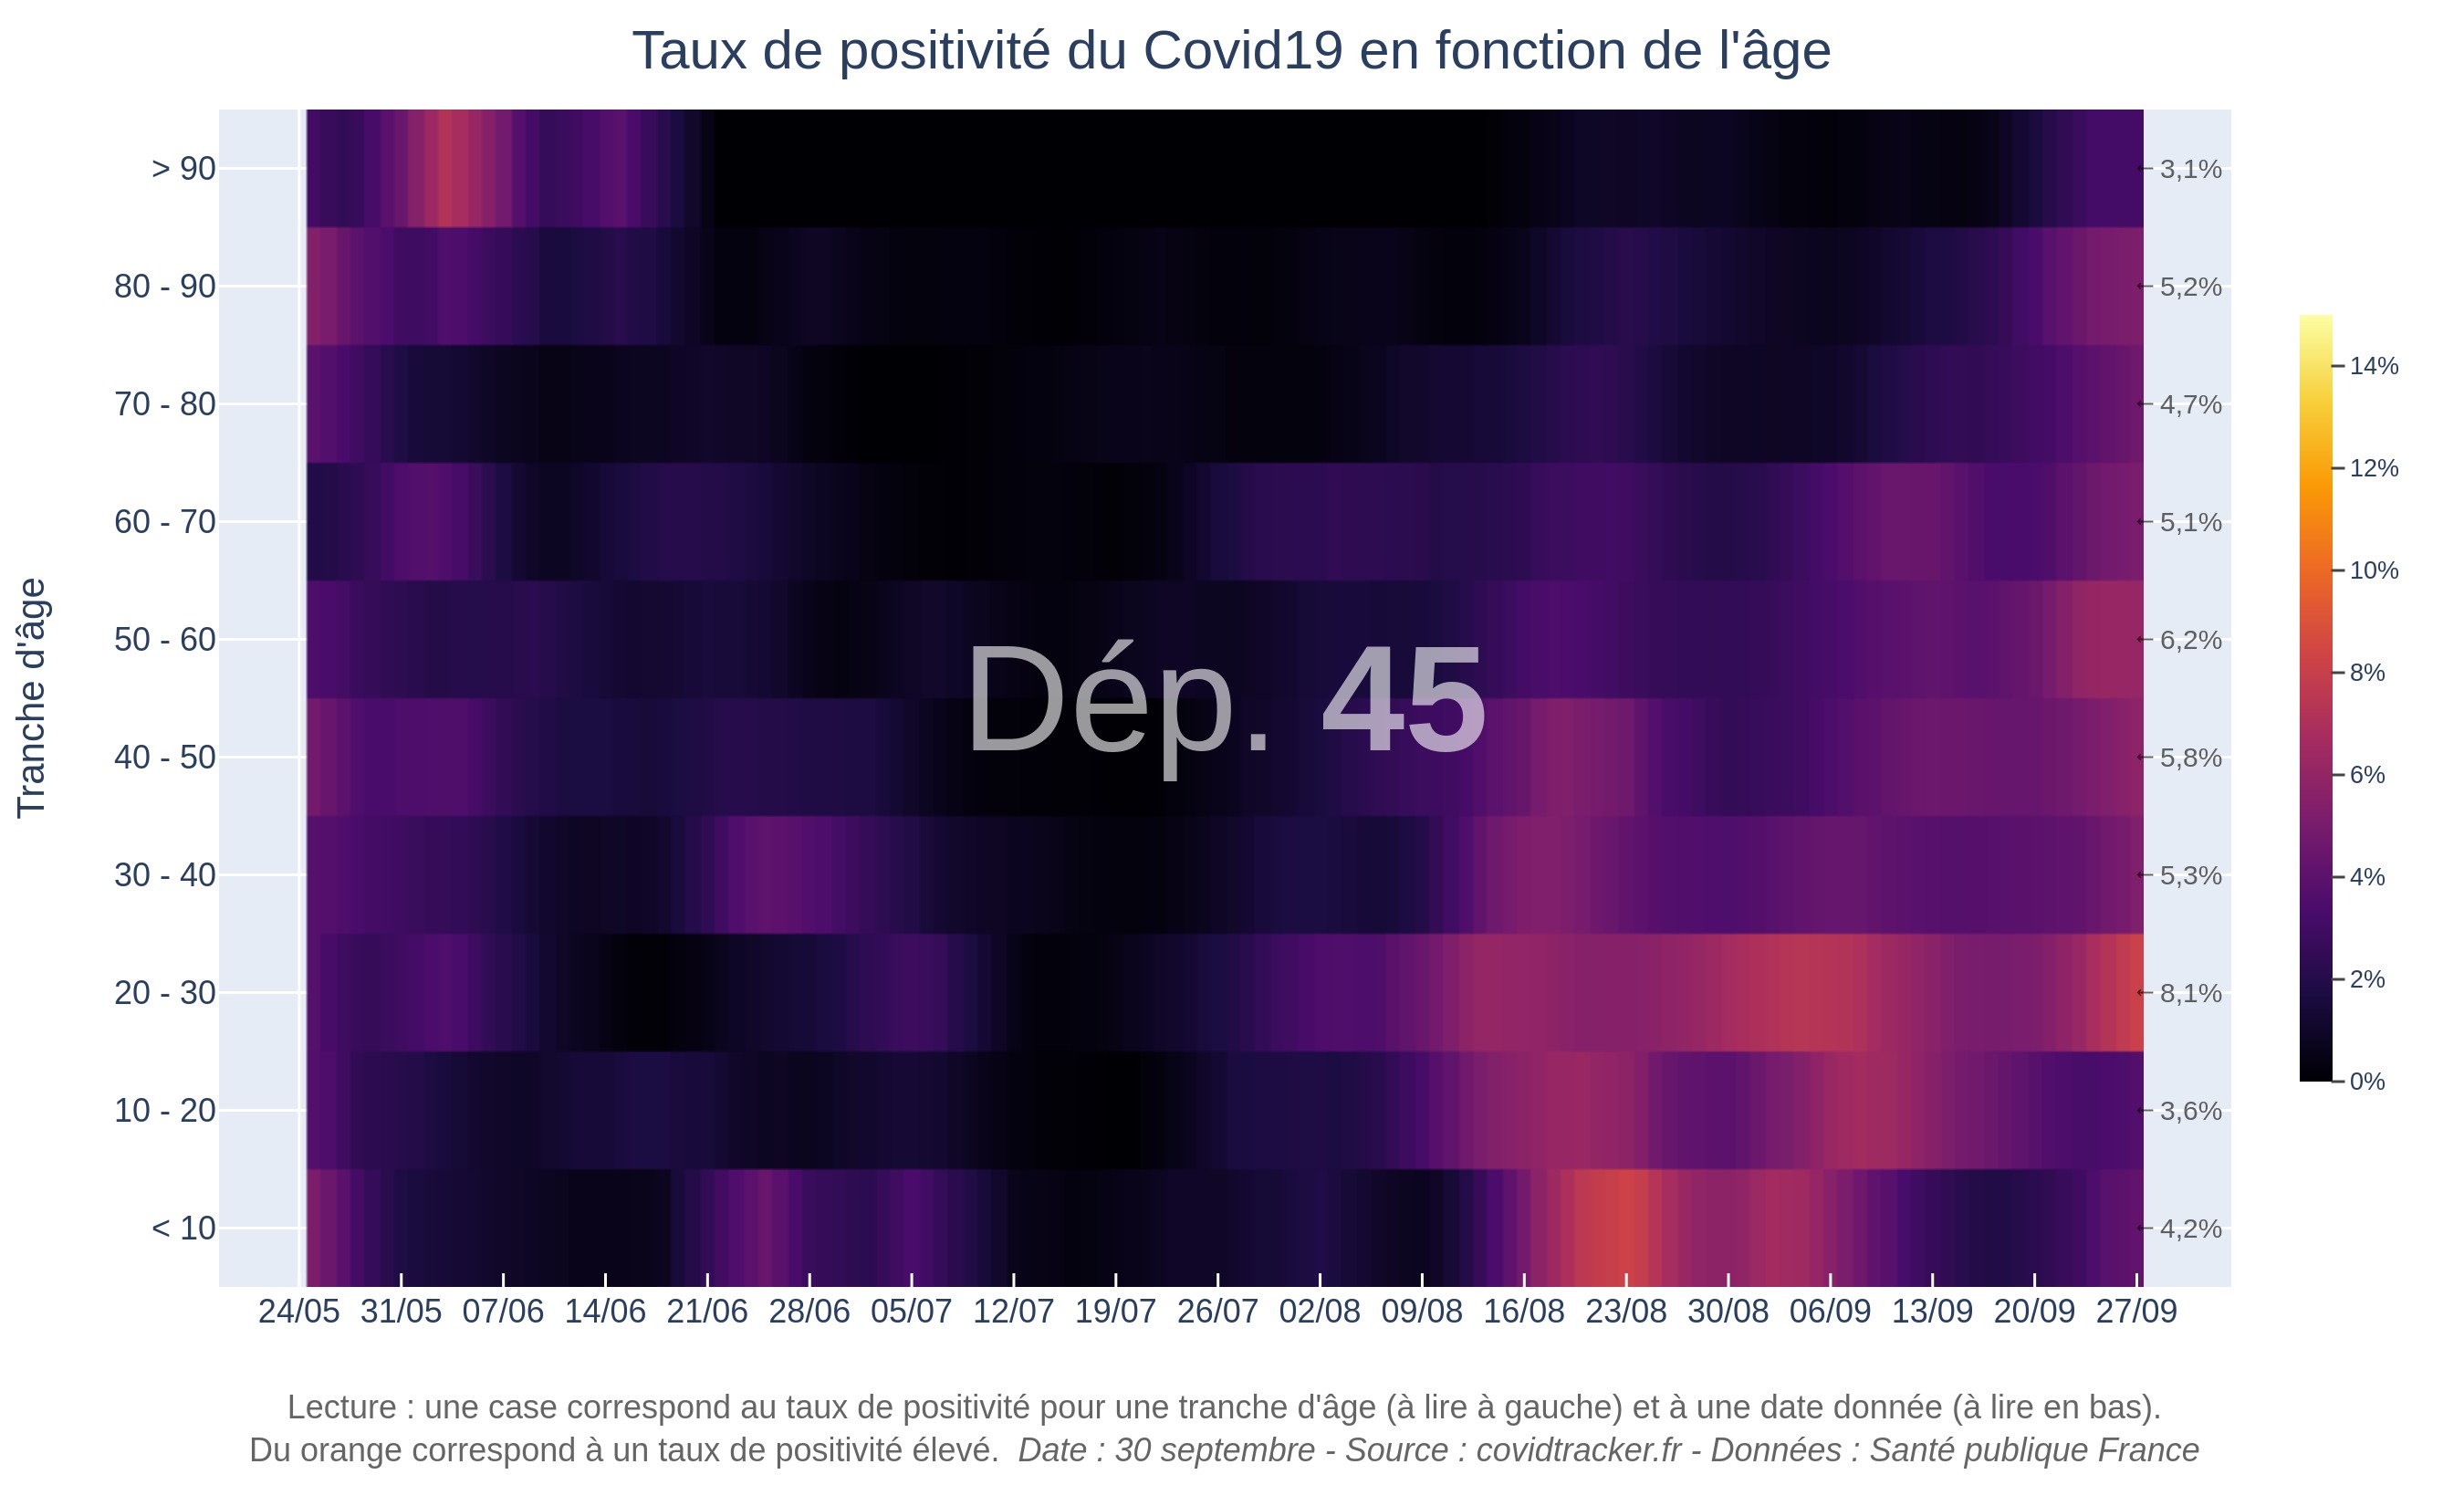 Taux de positivité du Covid19 en fonction de l'âge
Tranche d'âge
> 90
80 - 90
70 - 80
60 - 70
50 - 60
40 - 50
30 - 40
20 - 30
10 - 20
< 10
Dép. 45
3,1%
5,2%
4,7%
5,1%
6,2%
5,8%
5,3%
8,1%
3,6%
4,2%
14%
12%
10%
8%
6%
4%
2%
0%
24/05 31/05 07/06 14/06 21/06 28/06 05/07 12/07 19/07 26/07 02/08 09/08 16/08 23/08 30/08 06/09 13/09 20/09 27/09
Lecture : une case correspond au taux de positivité pour une tranche d'âge (à lire à gauche) et à une date donnée (à lire en bas).
Du orange correspond à un taux de positivité élevé. Date : 30 septembre - Source : covidtracker.fr - Données : Santé publique France